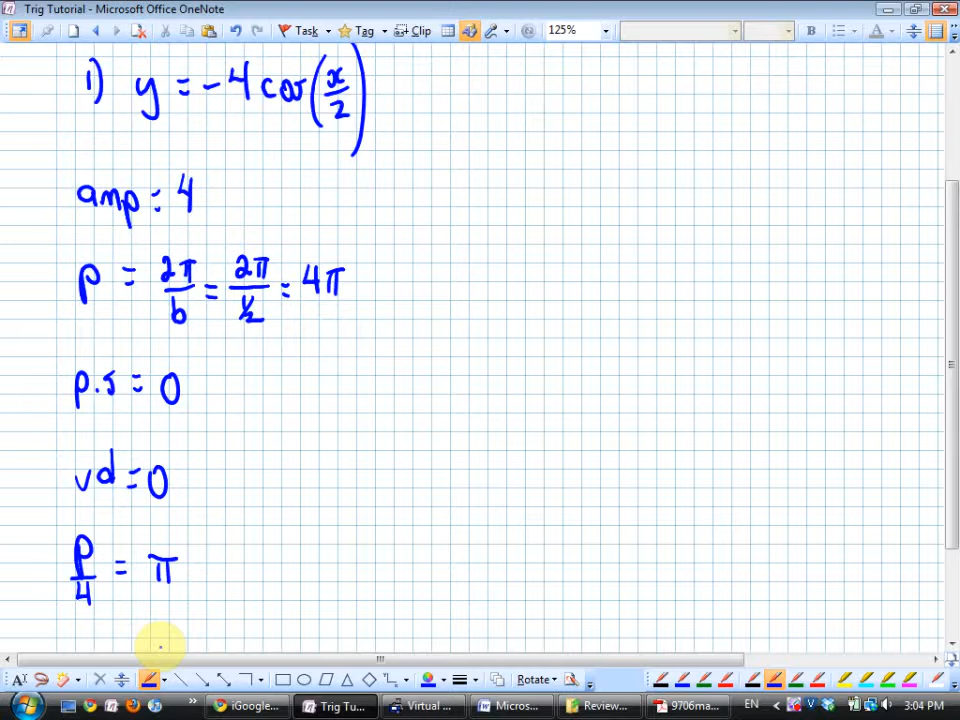 Trig Tutorial - Microsoft Office OneNote
Task Tag Clip 125% B A
1) y = -4 cos(x/2)
amp = 4
p = 2π/b = 2π/½ = 4π
p.s = 0
vd = 0
p/4 = π
A Rotate
iGoogle... Trig Tu... Virtual ... Micros... Review... 9706ma... EN 3:04 PM